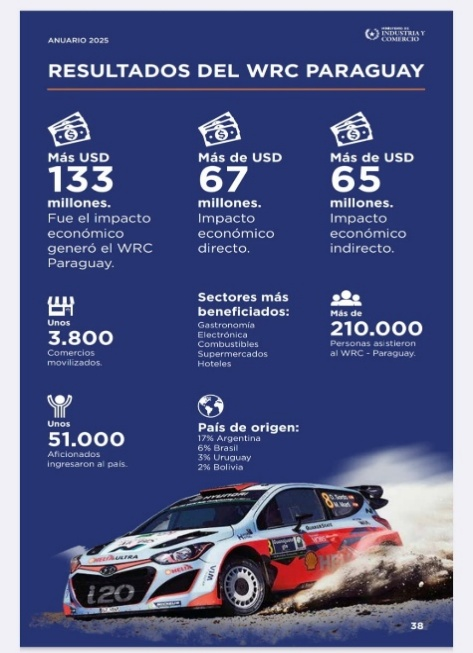 ANUARIO 2025
MINISTERIO DE
INDUSTRIA Y
COMERCIO
RESULTADOS DEL WRC PARAGUAY
Más USD
133
millones.
Fue el impacto
económico
generó el WRC
Paraguay.
Más de USD
67
millones.
Impacto
económico
directo.
Más de USD
65
millones.
Impacto
económico
indirecto.
Unos
3.800
Comercios
movilizados.
Sectores más
beneficiados:
Gastronomía
Electrónica
Combustibles
Supermercados
Hoteles
Más de
210.000
Personas asistieron
al WRC - Paraguay.
Unos
51.000
Aficionados
ingresaron al país.
País de origen:
17% Argentina
6% Brasil
3% Uruguay
2% Bolivia
HYUNDAI
8
i20
38